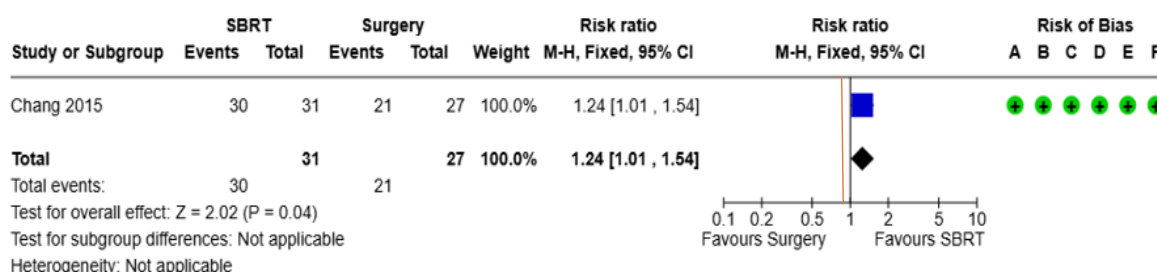 SBRT Surgery Risk ratio Risk ratio Risk of Bias
Study or Subgroup Events Total Events Total Weight M-H, Fixed, 95% CI M-H, Fixed, 95% CI A B C D E F
Chang 2015 30 31 21 27 100.0% 1.24 [1.01 , 1.54] + + + + + +
Total 31 27 100.0% 1.24 [1.01 , 1.54]
Total events: 30 21
Test for overall effect: Z = 2.02 (P = 0.04) 0.1 0.2 0.5 1 2 5 10
Test for subgroup differences: Not applicable Favours Surgery Favours SBRT
Heterogeneity: Not applicable